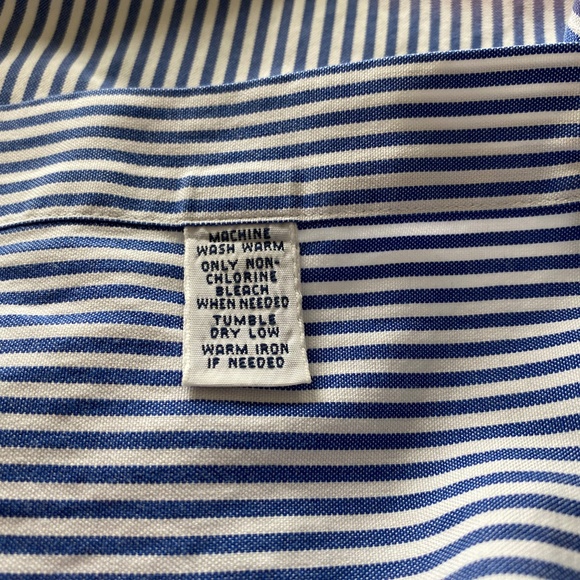 MACHINE
WASH WARM
ONLY NON-
CHLORINE
BLEACH
WHEN NEEDED
TUMBLE
DRY LOW
WARM IRON
IF NEEDED